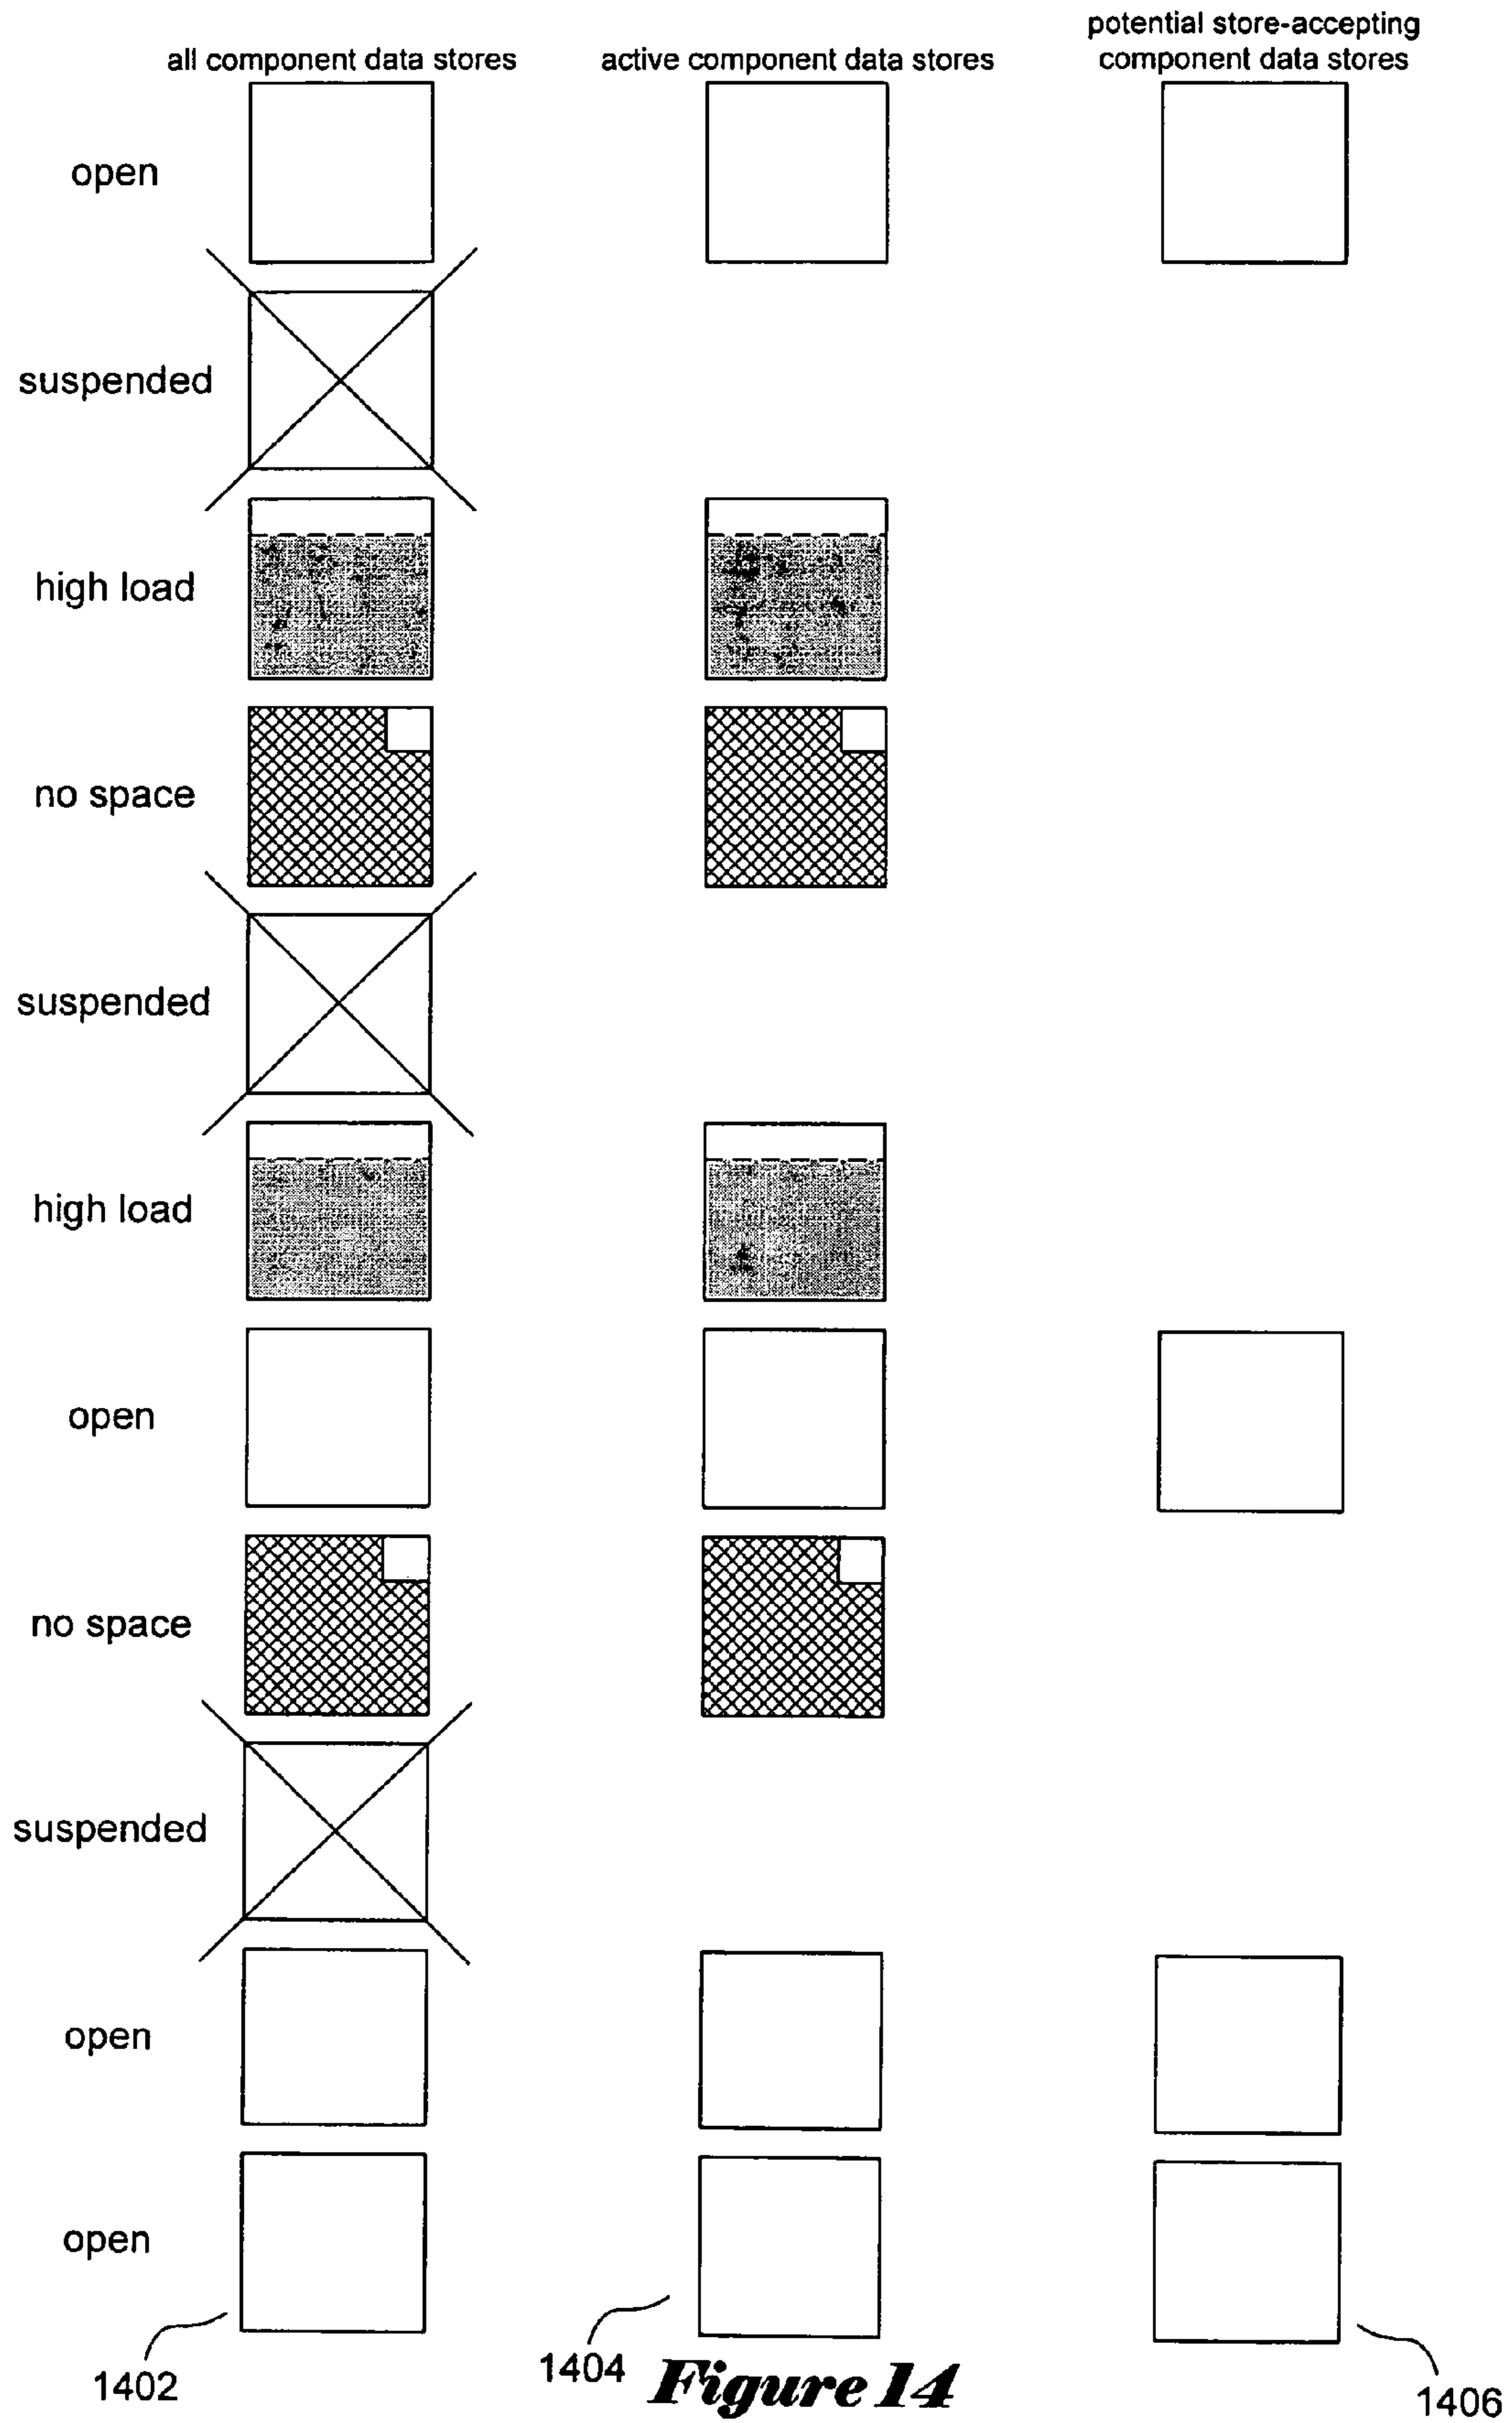 potential store-accepting
all component data stores active component data stores component data stores
open
suspended
high load
no space
suspended
high load
open
no space
suspended
open
open
1402
1404 Figure 14
1406